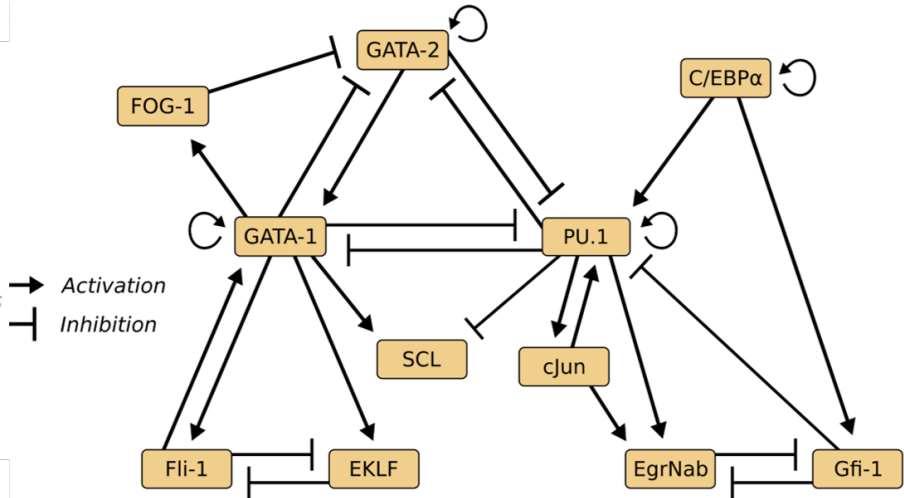 GATA-2
C/EBPα
FOG-1
GATA-1
PU.1
Activation
Inhibition
SCL
cJun
Fli-1
EKLF
EgrNab
Gfi-1